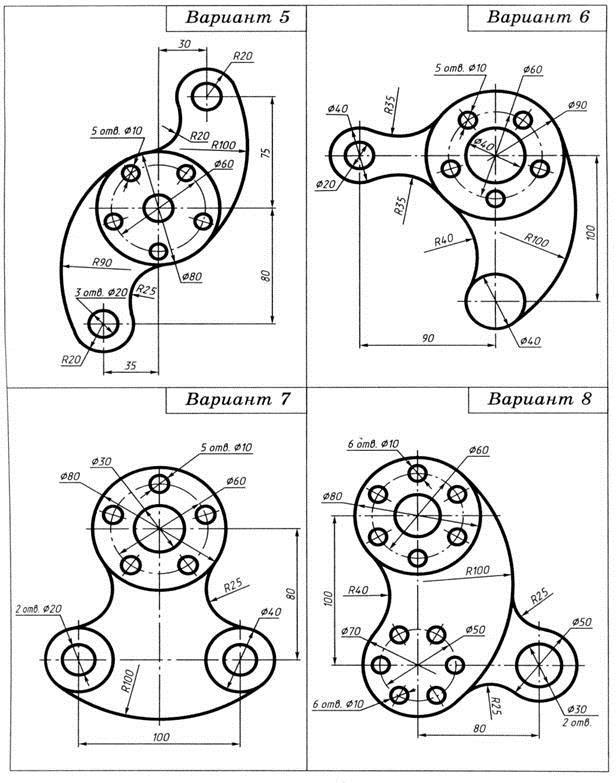 Вариант 5
30
R20
5 отв. Ø10
R20
R100
Ø60
75
R90
Ø80
80
3 отв. Ø20
R25
R20
35
Вариант 6
5 отв. Ø10
Ø60
R35
Ø90
Ø40
Ø40
Ø20
R35
R40
R100
100
90
Ø40
Вариант 7
5 отв. Ø10
Ø30
Ø80
Ø60
R25
80
2 отв. Ø20
Ø40
R100
100
Вариант 8
6 отв. Ø10
Ø60
Ø80
R100
R40
100
R25
Ø70
Ø50
Ø50
6 отв. Ø10
R25
Ø30
2 отв.
80